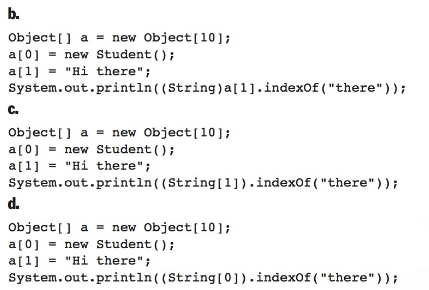 b.
Object[] a = new Object[10];
a[0] = new Student();
a[1] = "Hi there";
System.out.println((String)a[1].indexOf("there"));
c.
Object[] a = new Object[10];
a[0] = new Student();
a[1] = "Hi there";
System.out.println((String[1]).indexOf("there"));
d.
Object[] a = new Object[10];
a[0] = new Student();
a[1] = "Hi there";
System.out.println((String[0]).indexOf("there"));